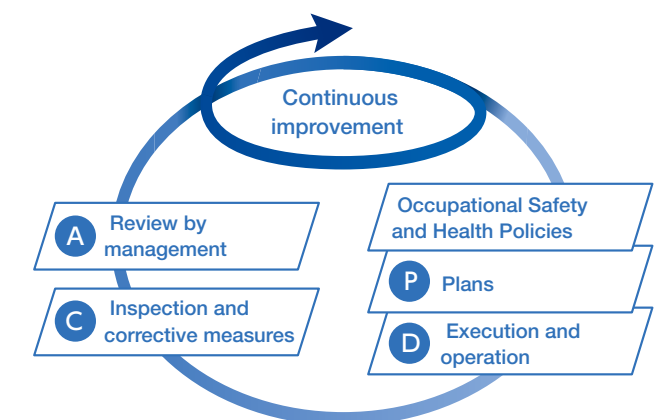 Continuous
improvement
Occupational Safety
and Health Policies
P Plans
D Execution and
operation
C Inspection and
corrective measures
A Review by
management